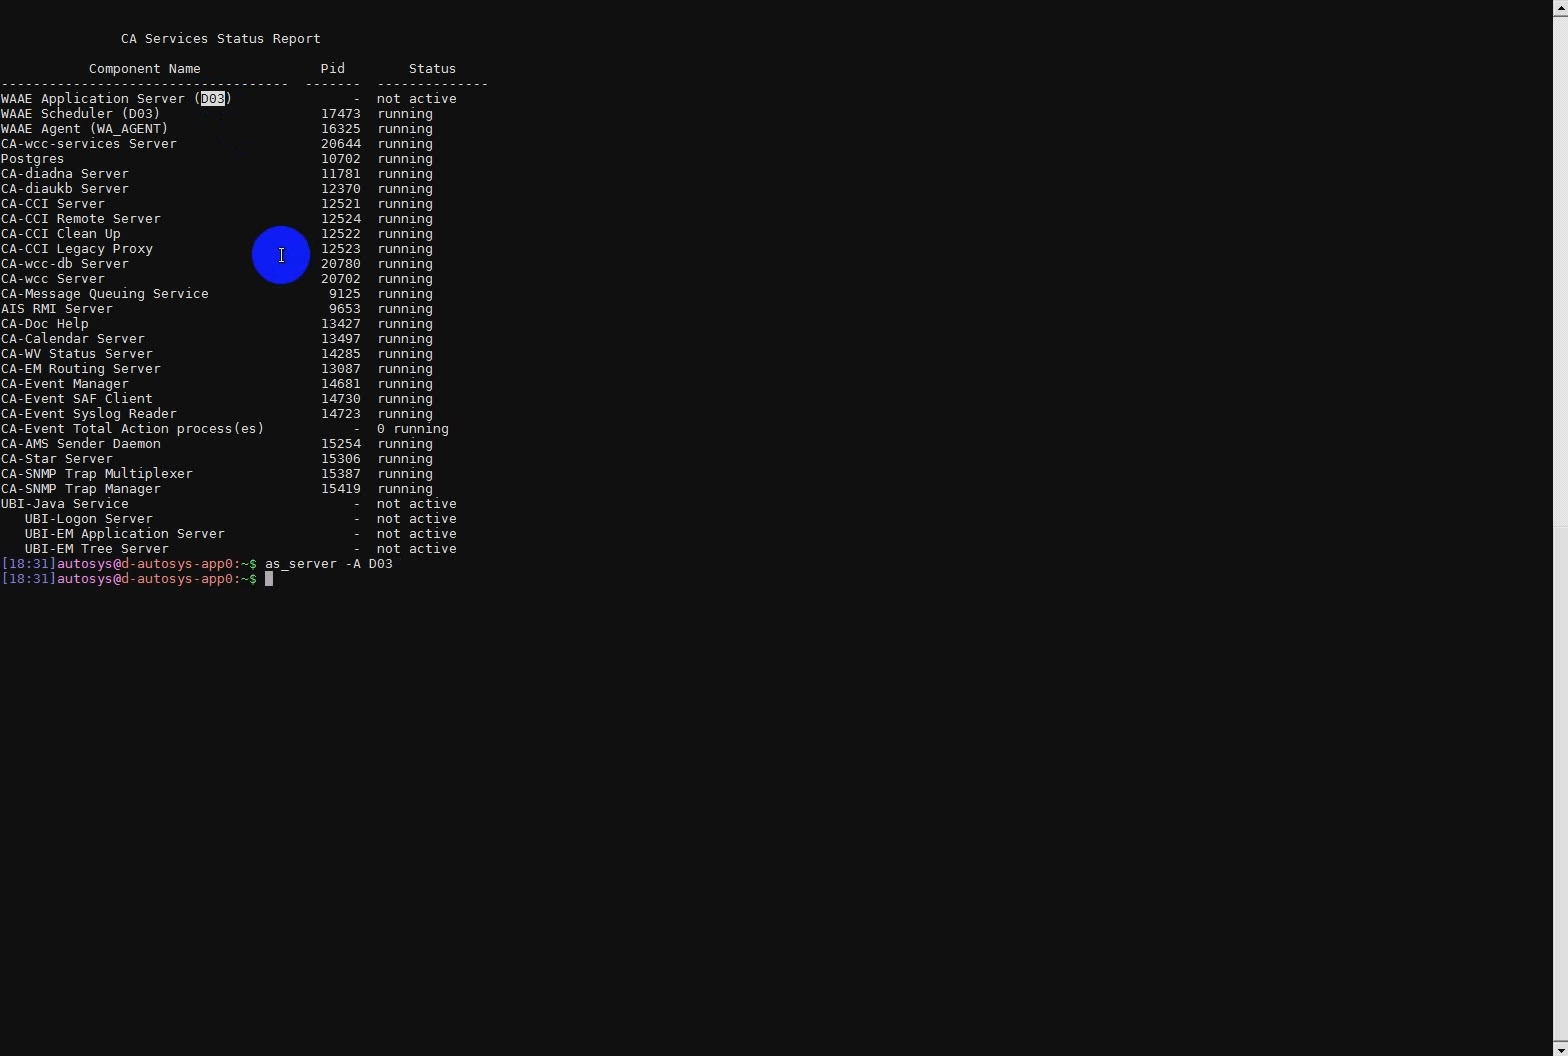 CA Services Status Report
Component Name Pid Status
------------------------------------ ------- --------------
WAAE Application Server (D03) - not active
WAAE Scheduler (D03) 17473 running
WAAE Agent (WA_AGENT) 16325 running
CA-wcc-services Server 20644 running
Postgres 10702 running
CA-diadna Server 11781 running
CA-diaukb Server 12370 running
CA-CCI Server 12521 running
CA-CCI Remote Server 12524 running
CA-CCI Clean Up 12522 running
CA-CCI Legacy Proxy 12523 running
CA-wcc-db Server 20780 running
CA-wcc Server 20702 running
CA-Message Queuing Service 9125 running
AIS RMI Server 9653 running
CA-Doc Help 13427 running
CA-Calendar Server 13497 running
CA-WV Status Server 14285 running
CA-EM Routing Server 13087 running
CA-Event Manager 14681 running
CA-Event SAF Client 14730 running
CA-Event Syslog Reader 14723 running
CA-Event Total Action process(es) - 0 running
CA-AMS Sender Daemon 15254 running
CA-Star Server 15306 running
CA-SNMP Trap Multiplexer 15387 running
CA-SNMP Trap Manager 15419 running
UBI-Java Service - not active
UBI-Logon Server - not active
UBI-EM Application Server - not active
UBI-EM Tree Server - not active
[18:31]autosys@d-autosys-app0:~$ as_server -A D03
[18:31]autosys@d-autosys-app0:~$